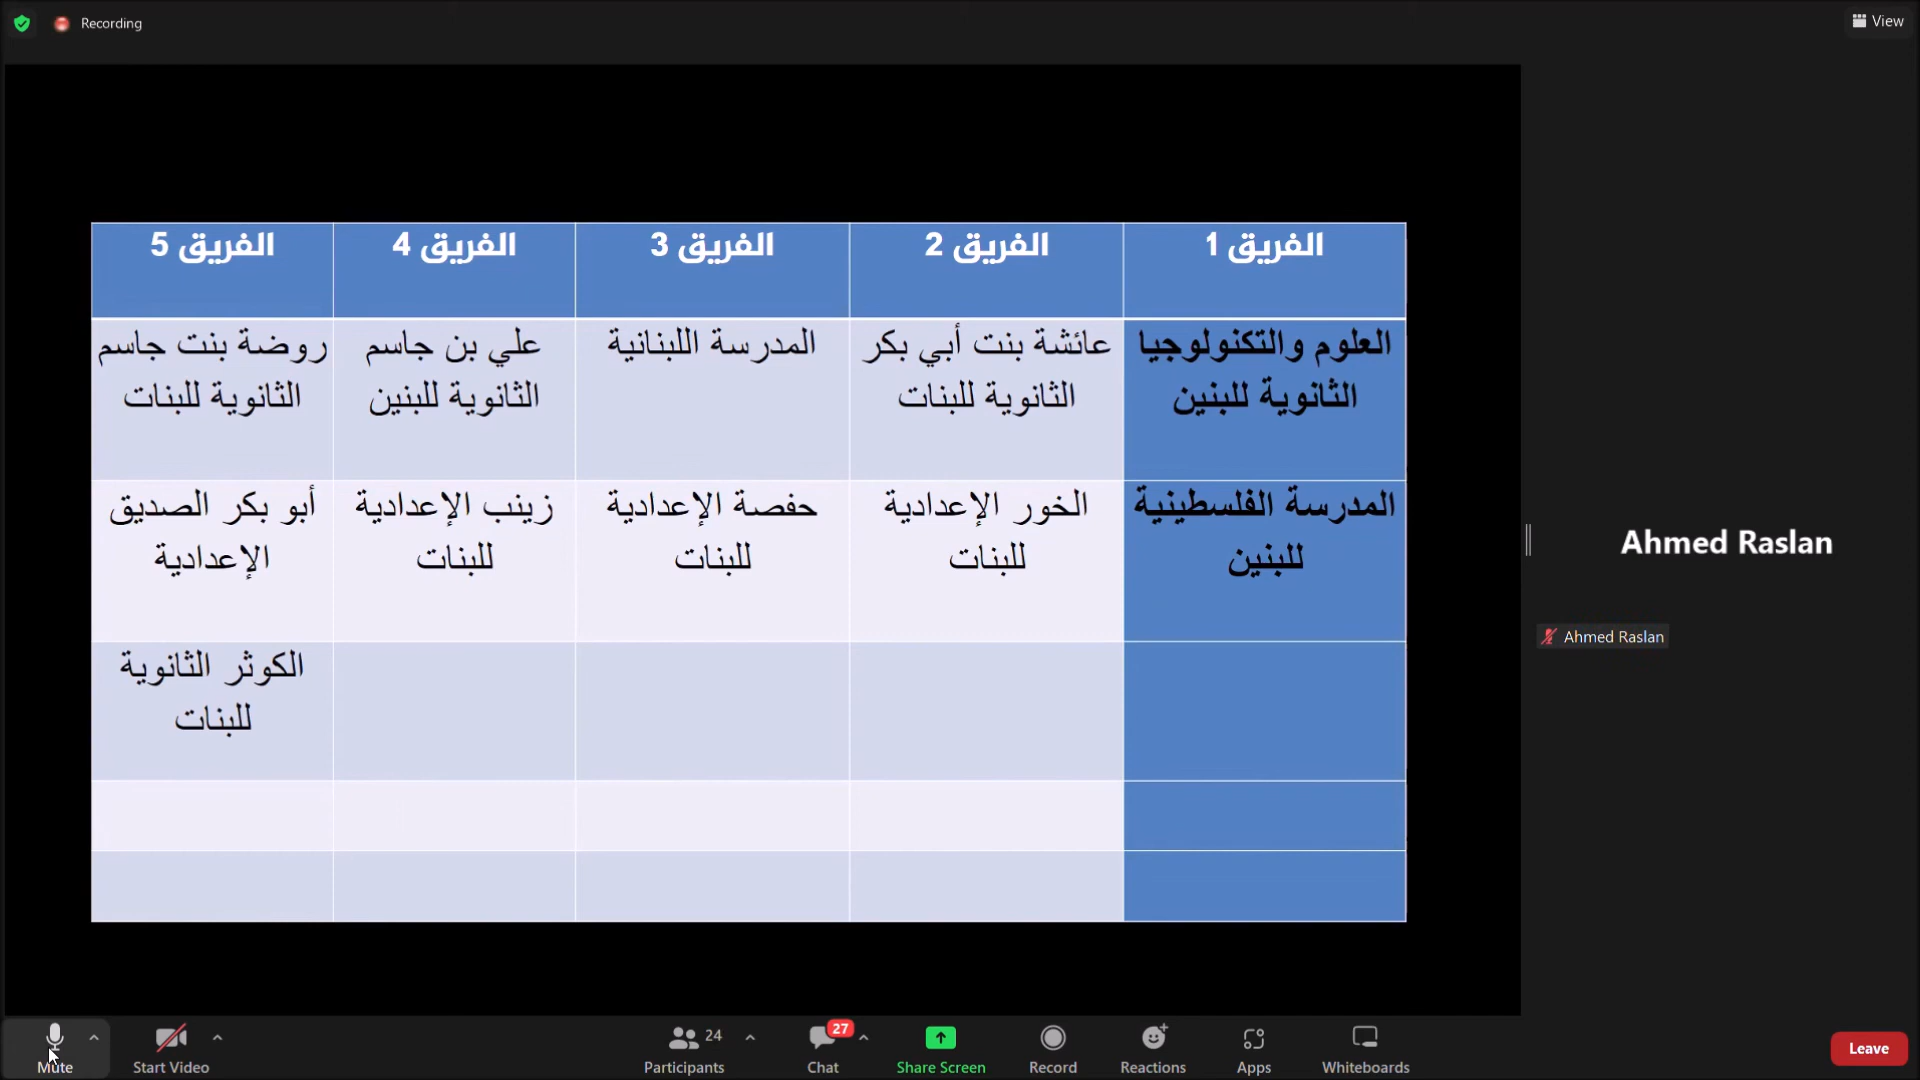 Recording
View
الفريق 1
الفريق 2
الفريق 3
الفريق 4
الفريق 5
العلوم والتكنولوجيا
الثانوية للبنين
عائشة بنت أبي بكر
الثانوية للبنات
المدرسة اللبنانية
علي بن جاسم
الثانوية للبنين
روضة بنت جاسم
الثانوية للبنات
المدرسة الفلسطينية
للبنين
الخور الإعدادية
للبنات
حفصة الإعدادية
للبنات
زينب الإعدادية
للبنات
أبو بكر الصديق
الإعدادية
الكوثر الثانوية
للبنات
Ahmed Raslan
Ahmed Raslan
Mute
Start Video
24
Participants
27
Chat
Share Screen
Record
Reactions
Apps
Whiteboards
Leave